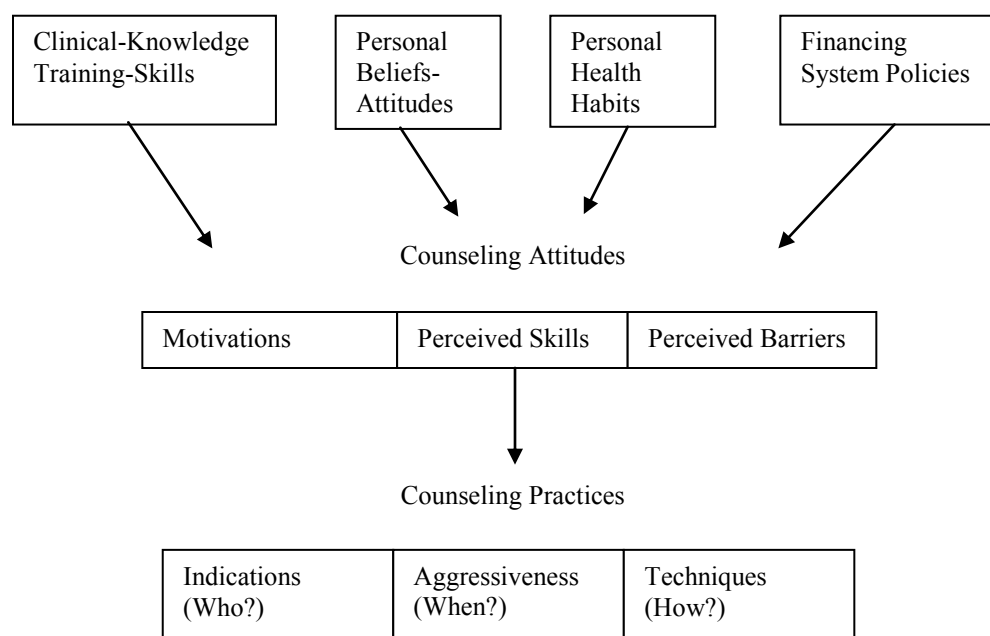 Clinical-Knowledge
Training-Skills
Personal
Beliefs-
Attitudes
Personal
Health
Habits
Financing
System Policies
Counseling Attitudes
Motivations
Perceived Skills
Perceived Barriers
Counseling Practices
Indications
(Who?)
Aggressiveness
(When?)
Techniques
(How?)